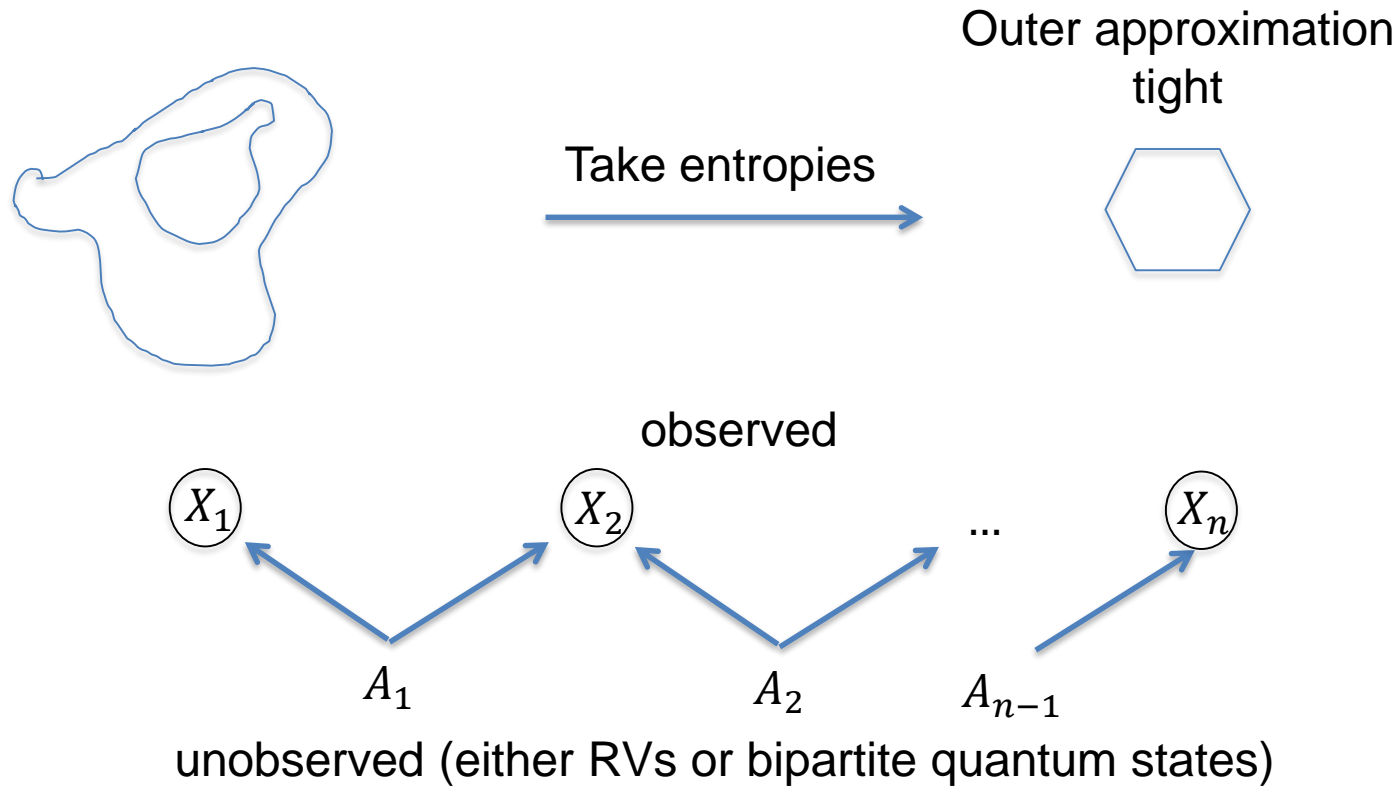 Outer approximation
tight
Take entropies
observed
X₁ X₂ ... Xₙ
A₁ A₂ Aₙ₋₁
unobserved (either RVs or bipartite quantum states)